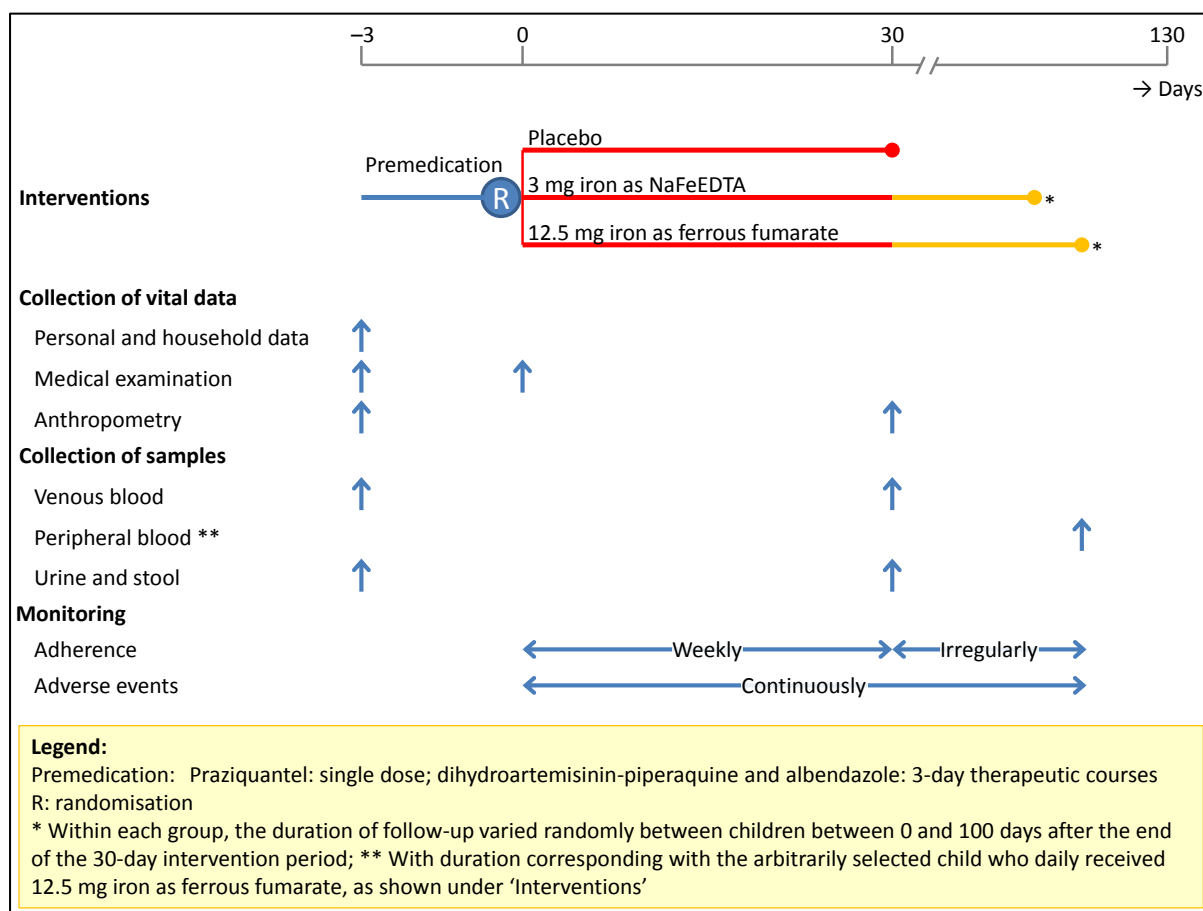 –3 0 30 130
→ Days
Placebo
Premedication
R
3 mg iron as NaFeEDTA
*
Interventions
12.5 mg iron as ferrous fumarate
*
Collection of vital data
Personal and household data
Medical examination
Anthropometry
Collection of samples
Venous blood
Peripheral blood **
Urine and stool
Monitoring
Adherence Weekly Irregularly
Adverse events Continuously
Legend:
Premedication: Praziquantel: single dose; dihydroartemisinin-piperaquine and albendazole: 3-day therapeutic courses
R: randomisation
* Within each group, the duration of follow-up varied randomly between children between 0 and 100 days after the end
of the 30-day intervention period; ** With duration corresponding with the arbitrarily selected child who daily received
12.5 mg iron as ferrous fumarate, as shown under ‘Interventions’